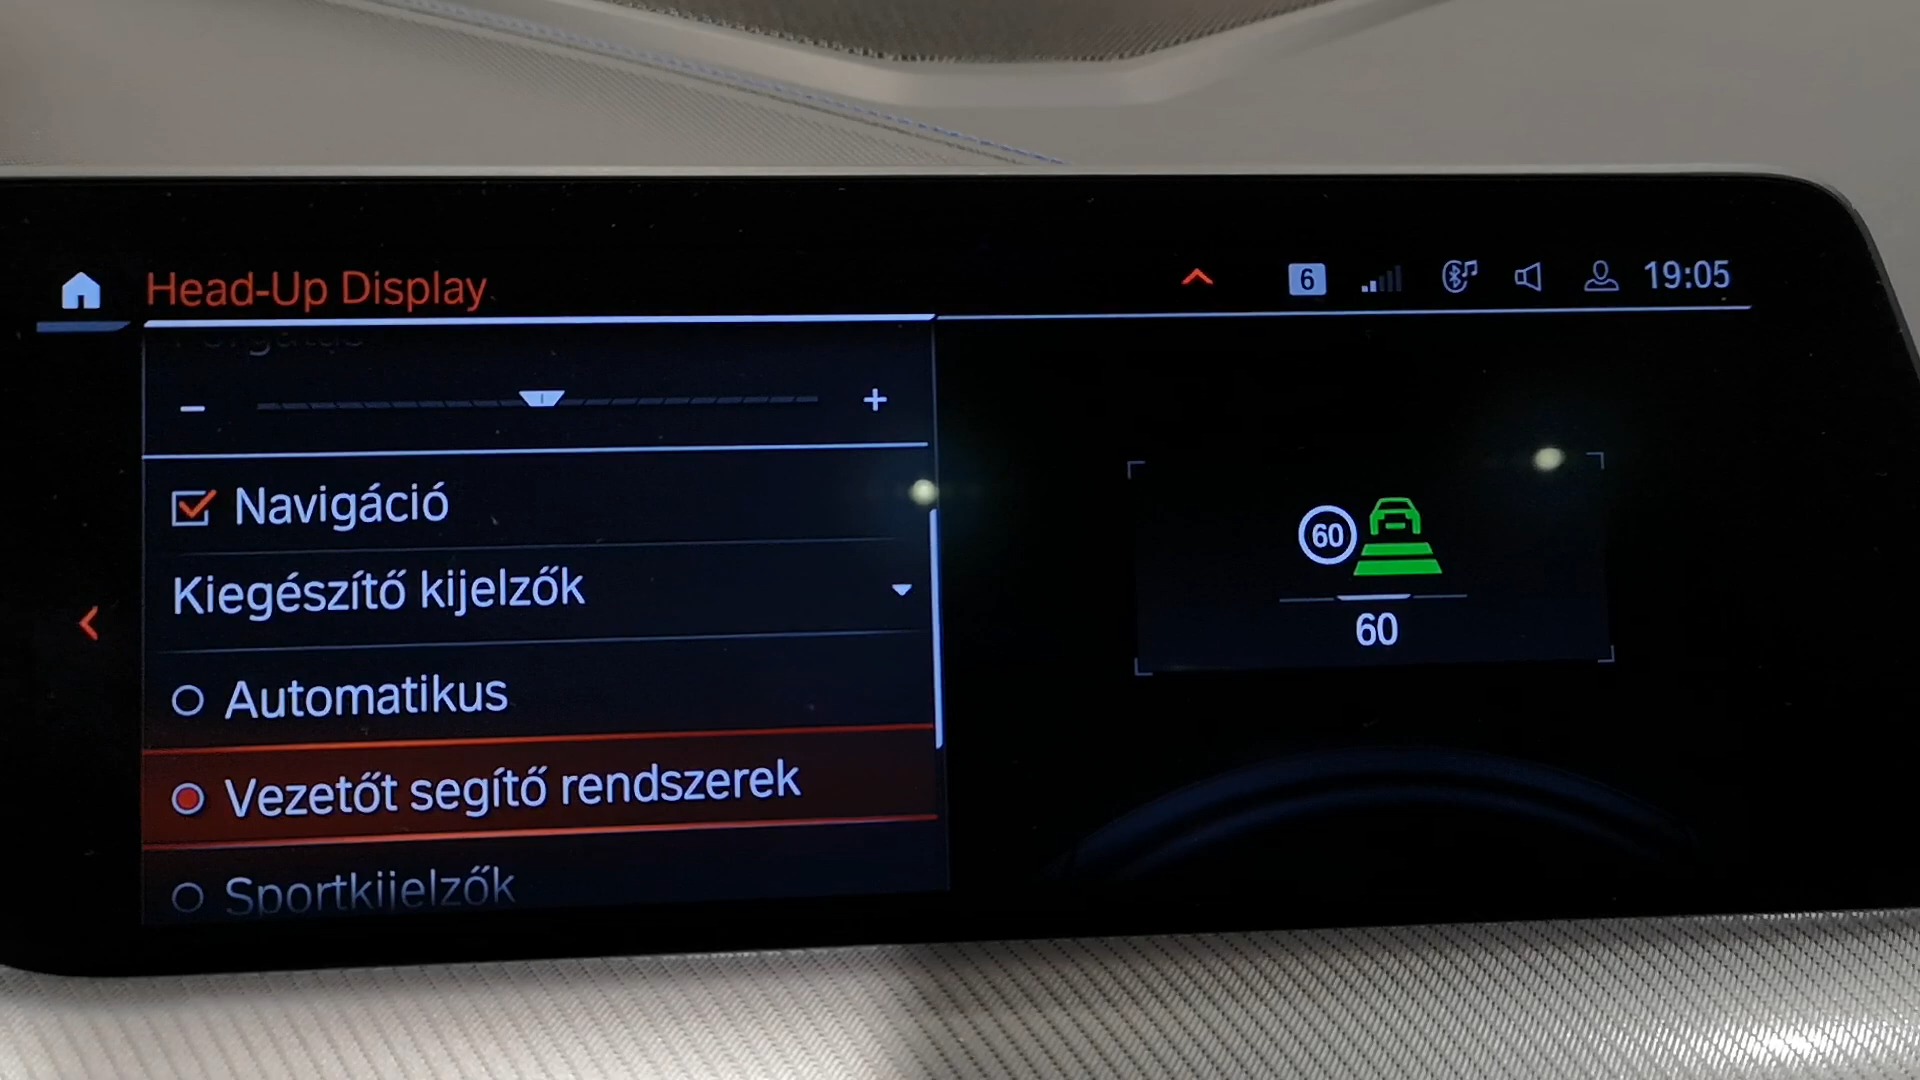 Head-Up Display
6
19:05
Navigáció
60
Kiegészítő kijelzők
60
Automatikus
Vezetőt segítő rendszerek
Sportkijelzők